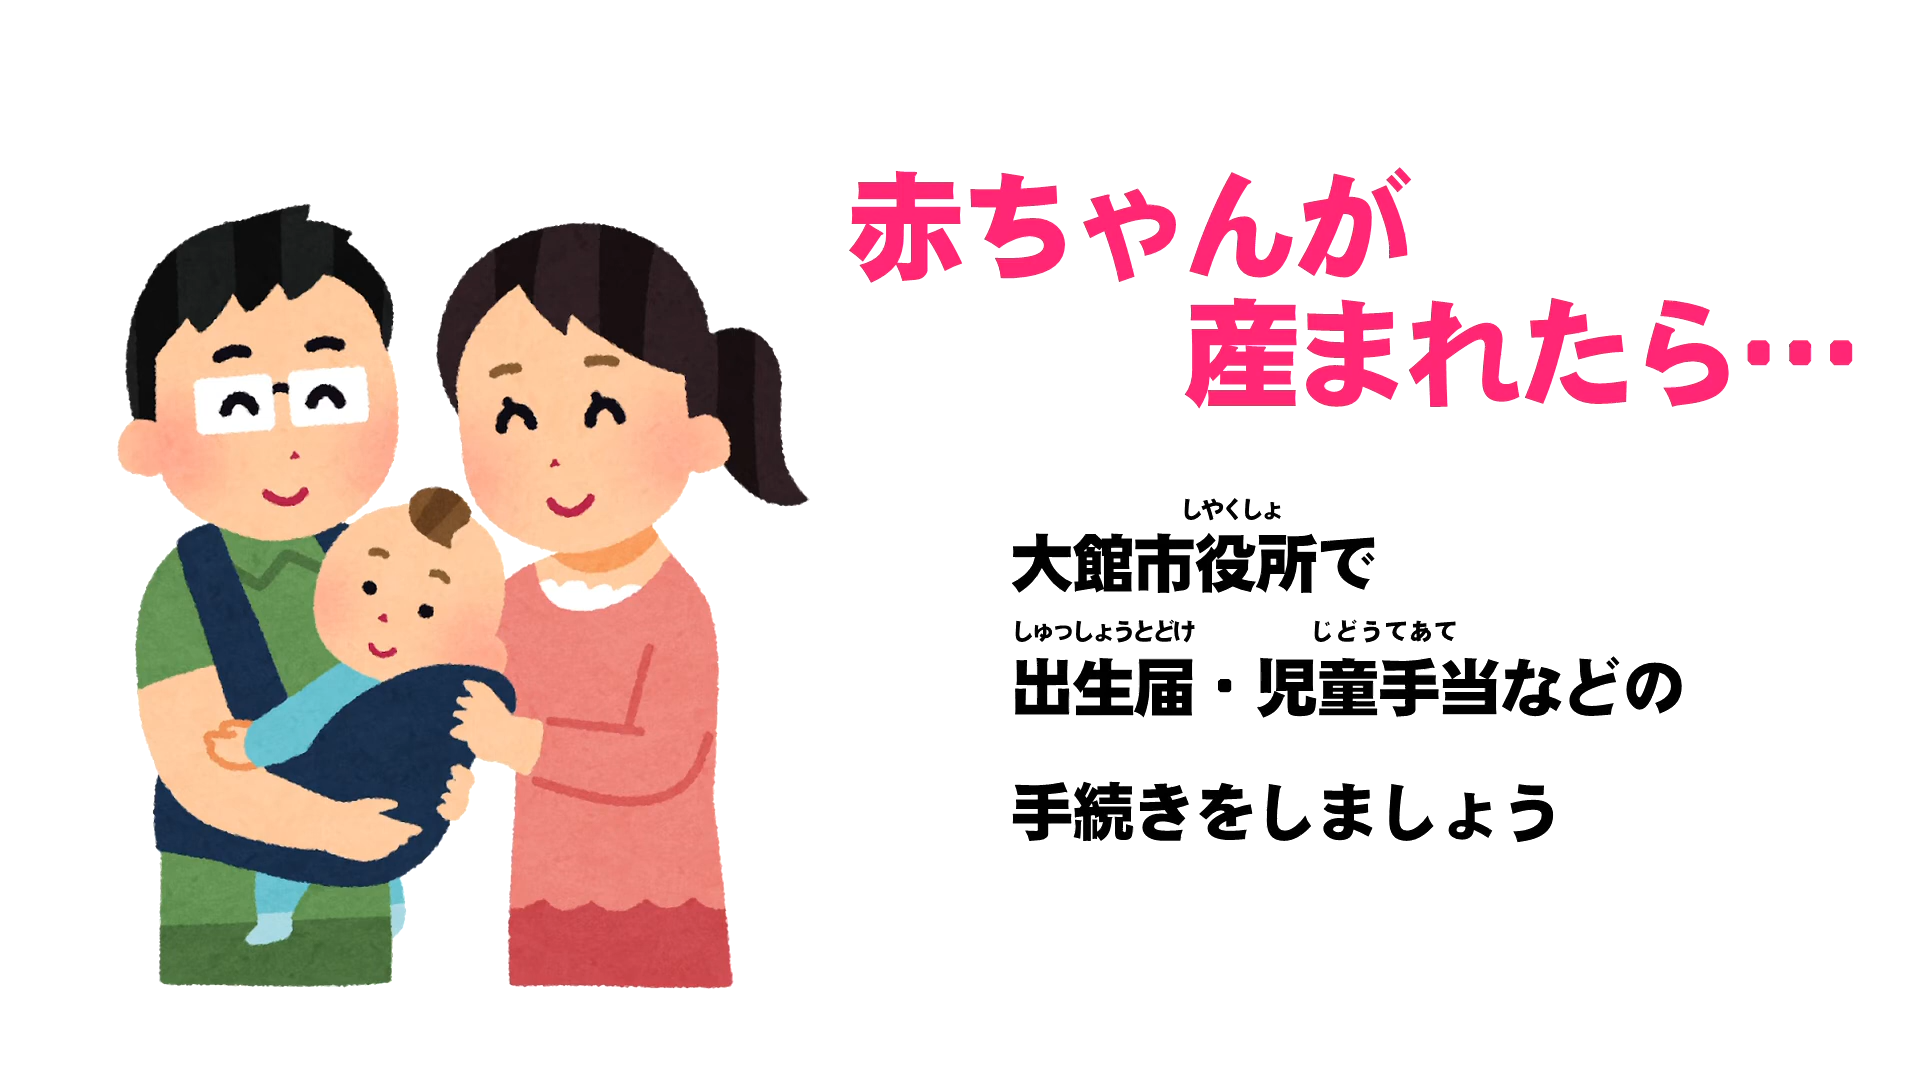 赤ちゃんが
産まれたら…
しやくしょ
大館市役所で
しゅっしょうとどけ じどうてあて
出生届・児童手当などの
手続きをしましょう